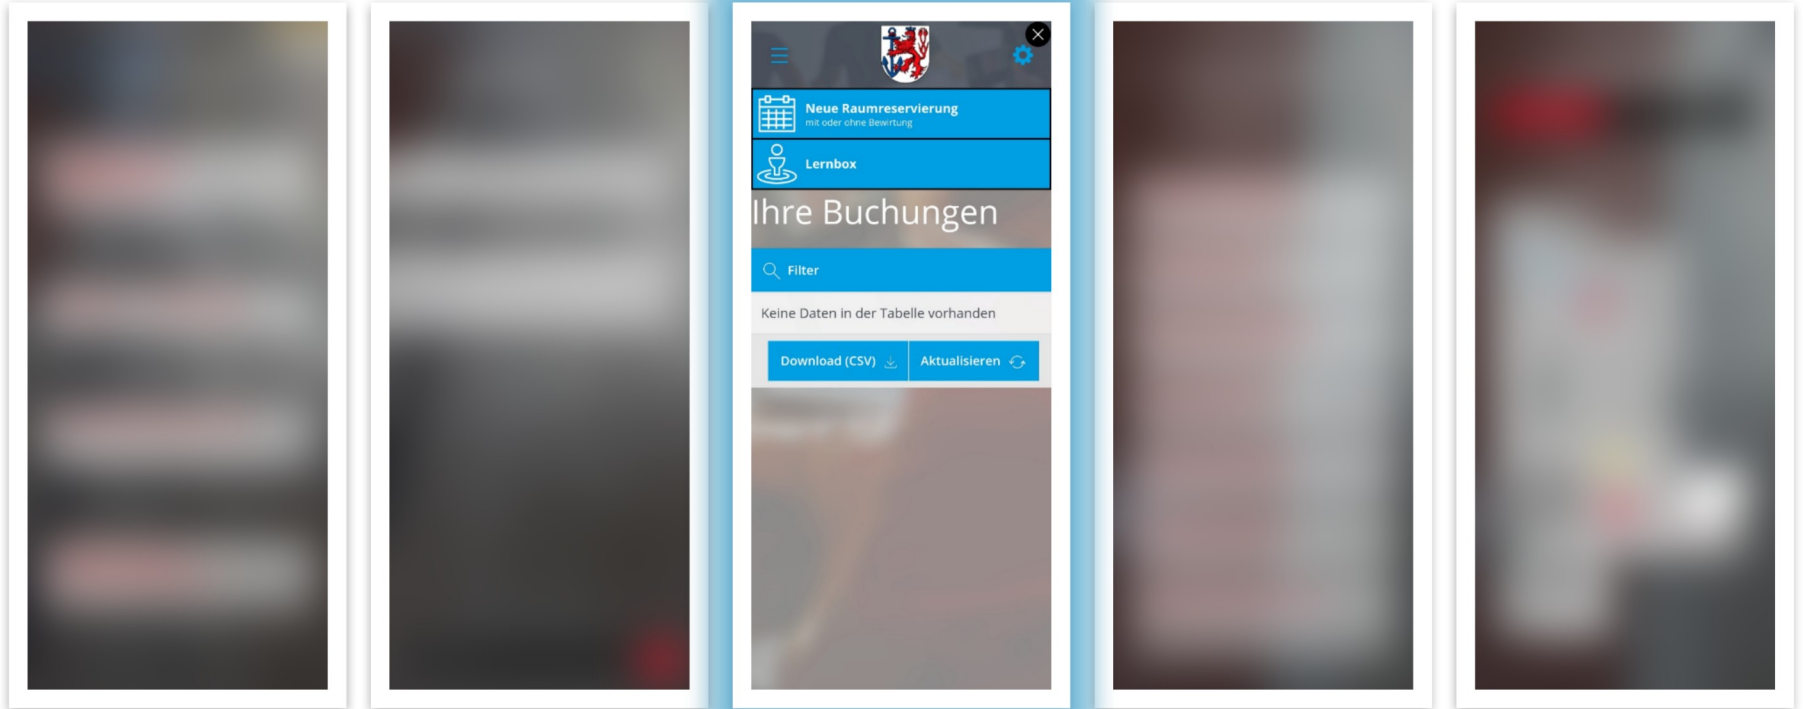 Neue Raumreservierung
mit oder ohne Bewirtung
Lernbox
Ihre Buchungen
Filter
Keine Daten in der Tabelle vorhanden
Download (CSV)
Aktualisieren